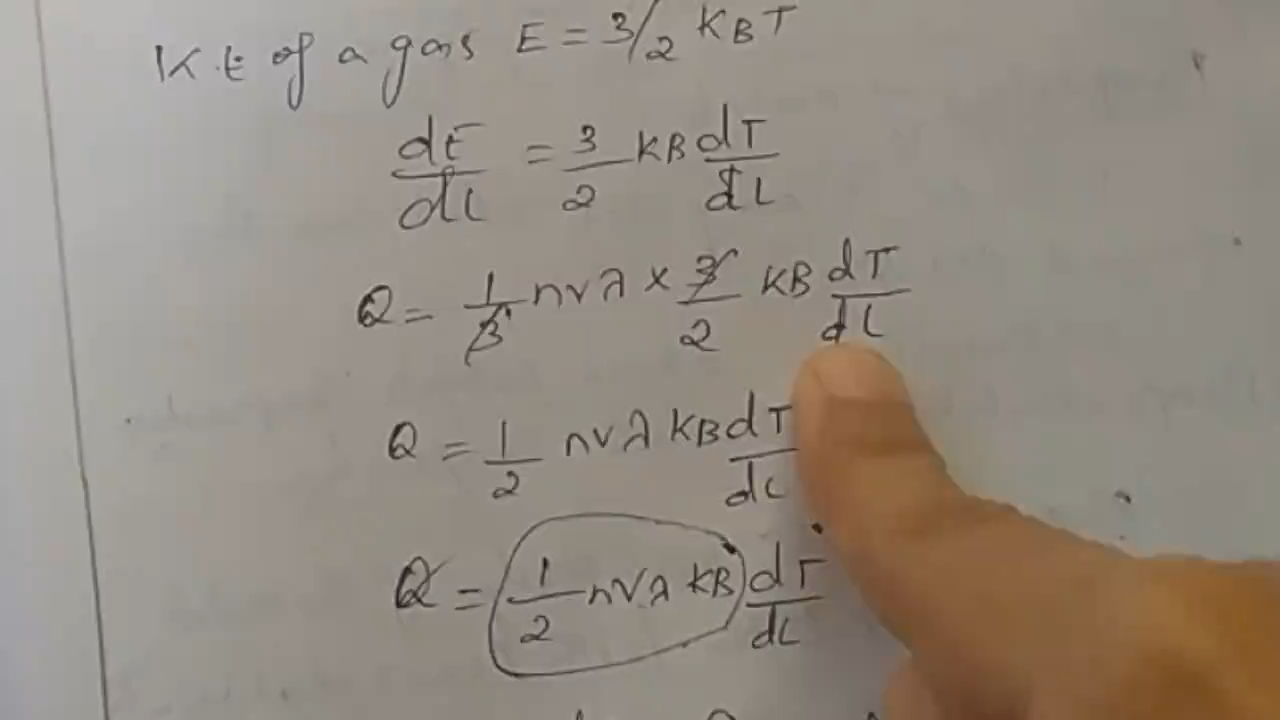 K.E of a gas E = 3/2 KBT
dE/dL = 3/2 KB dT/dL
Q = 1/3 nvλ × 3/2 KB dT/dL
Q = 1/2 nvλ KB dT/dL
Q = (1/2 nvλ KB) dT/dL